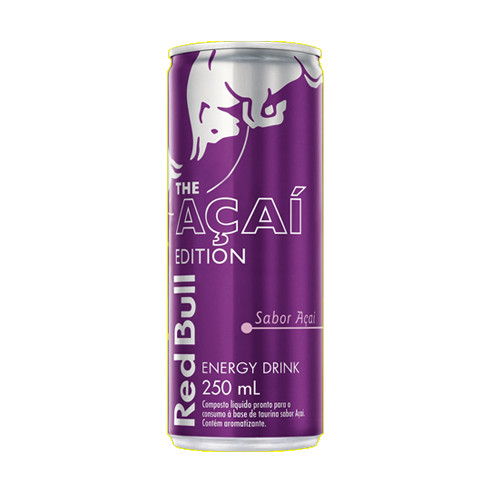 THE
AÇAÍ
EDITION
Red Bull
Sabor Açaí
ENERGY DRINK
250 mL
Composto líquido pronto para o
consumo à base de taurina sabor Açaí.
Contém aromatizante.